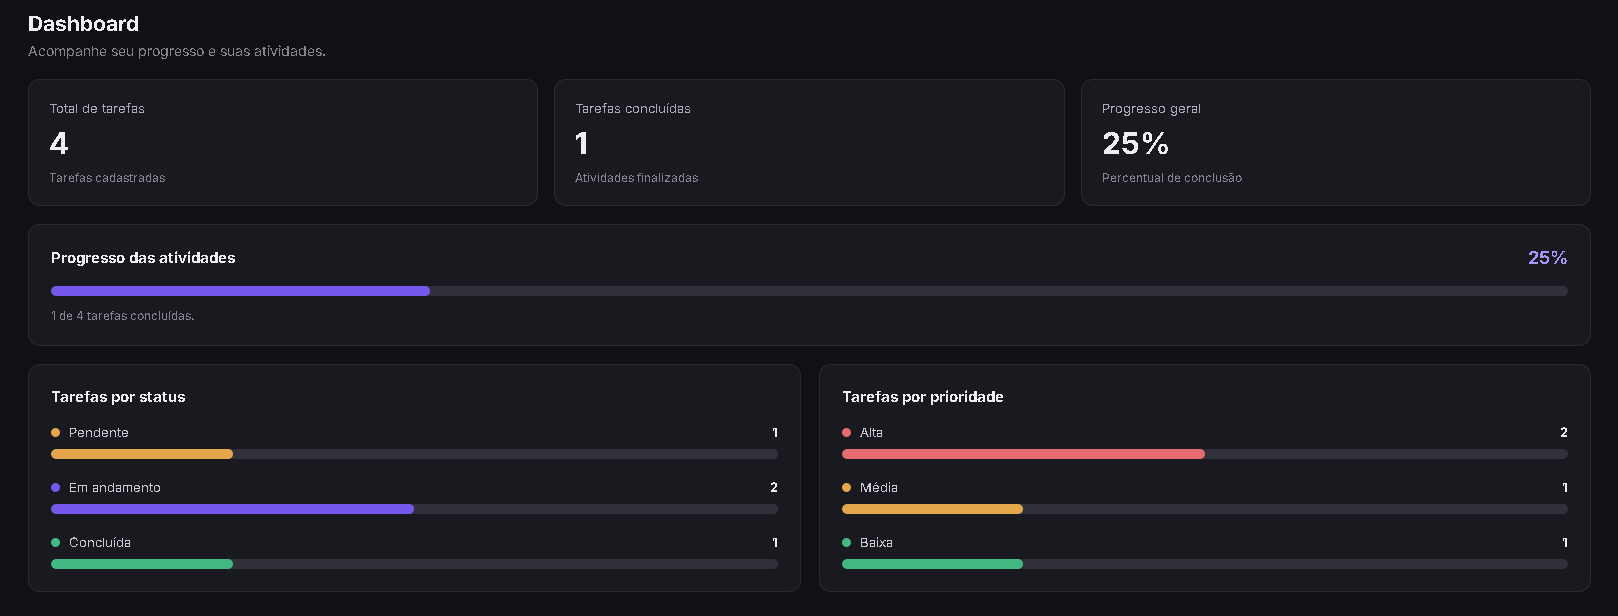 Dashboard
Acompanhe seu progresso e suas atividades.
Total de tarefas
4
Tarefas cadastradas
Tarefas concluídas
1
Atividades finalizadas
Progresso geral
25%
Percentual de conclusão
Progresso das atividades
25%
1 de 4 tarefas concluídas.
Tarefas por status
Pendente 1
Em andamento 2
Concluída 1
Tarefas por prioridade
Alta 2
Média 1
Baixa 1